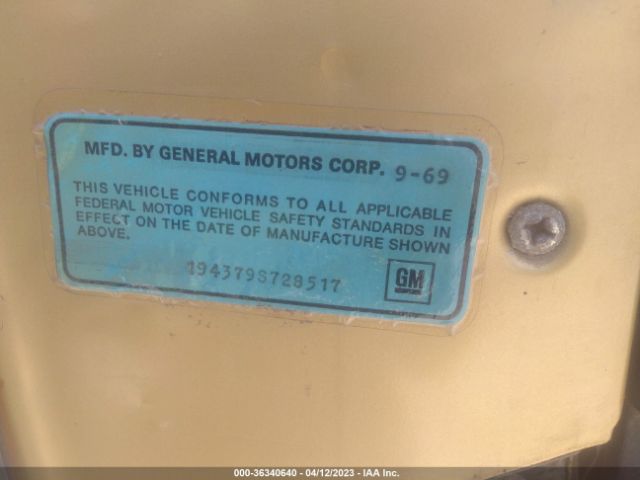 MFD. BY GENERAL MOTORS CORP. 9-69
THIS VEHICLE CONFORMS TO ALL APPLICABLE
FEDERAL MOTOR VEHICLE SAFETY STANDARDS IN
EFFECT ON THE DATE OF MANUFACTURE SHOWN
ABOVE.
194379S728517
GM
000-36340640 - 04/12/2023 - IAA Inc.